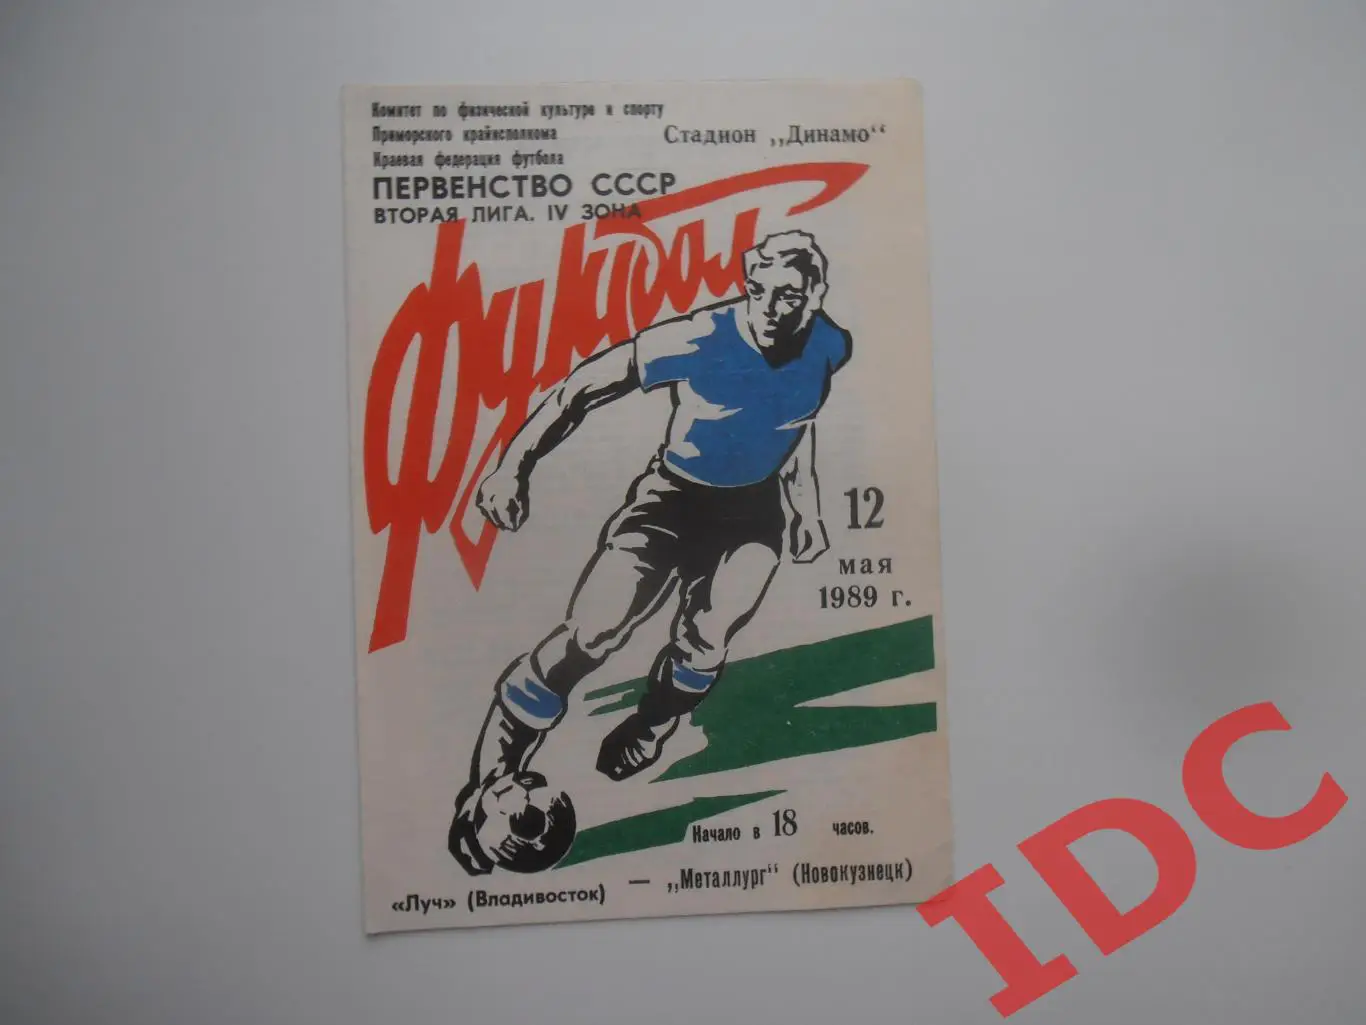 Комитет по физической культуре и спорту
Приморского крайисполкома
Краевая федерация футбола
Стадион „Динамо“
ПЕРВЕНСТВО СССР
ВТОРАЯ ЛИГА. IV ЗОНА
футбол
12
мая
1989 г.
Начало в 18 часов.
«Луч» (Владивосток) — „Металлург“ (Новокузнецк)
IDC